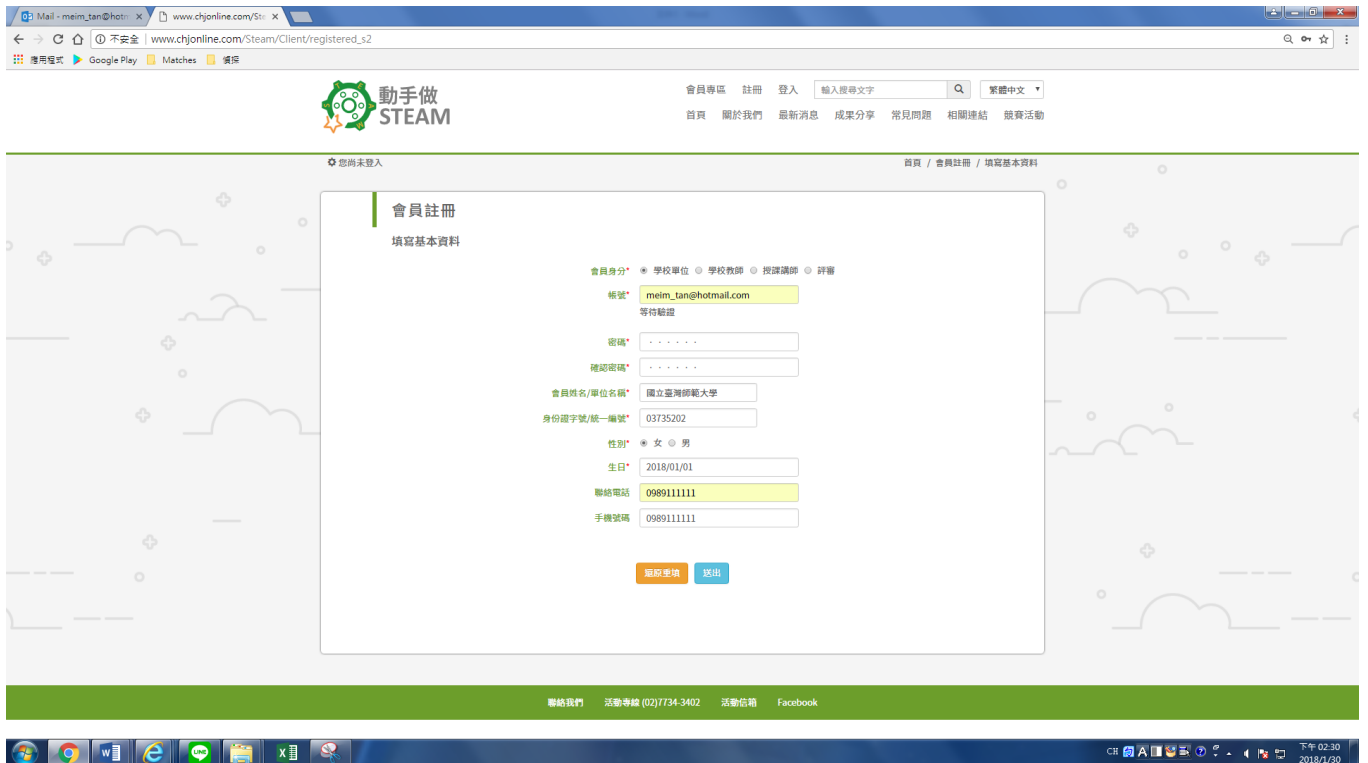 Mail - meim_tan@hotm
www.chjonline.com/Ste
不安全 | www.chjonline.com/Steam/Client/registered_s2
應用程式 Google Play Matches 偵探
動手做
STEAM
會員專區 註冊 登入 輸入搜尋文字 繁體中文
首頁 關於我們 最新消息 成果分享 常見問題 相關連結 競賽活動
您尚未登入
首頁 / 會員註冊 / 填寫基本資料
會員註冊
填寫基本資料
會員身分* 學校單位 學校教師 授課講師 評審
帳號* meim_tan@hotmail.com
等待驗證
密碼* ······
確認密碼* ······
會員姓名/單位名稱* 國立臺灣師範大學
身份證字號/統一編號* 03735202
性別* 女 男
生日* 2018/01/01
聯絡電話 0989111111
手機號碼 0989111111
還原重填 送出
聯絡我們 活動專線 (02)7734-3402 活動信箱 Facebook
CH 下午 02:30
2018/1/30